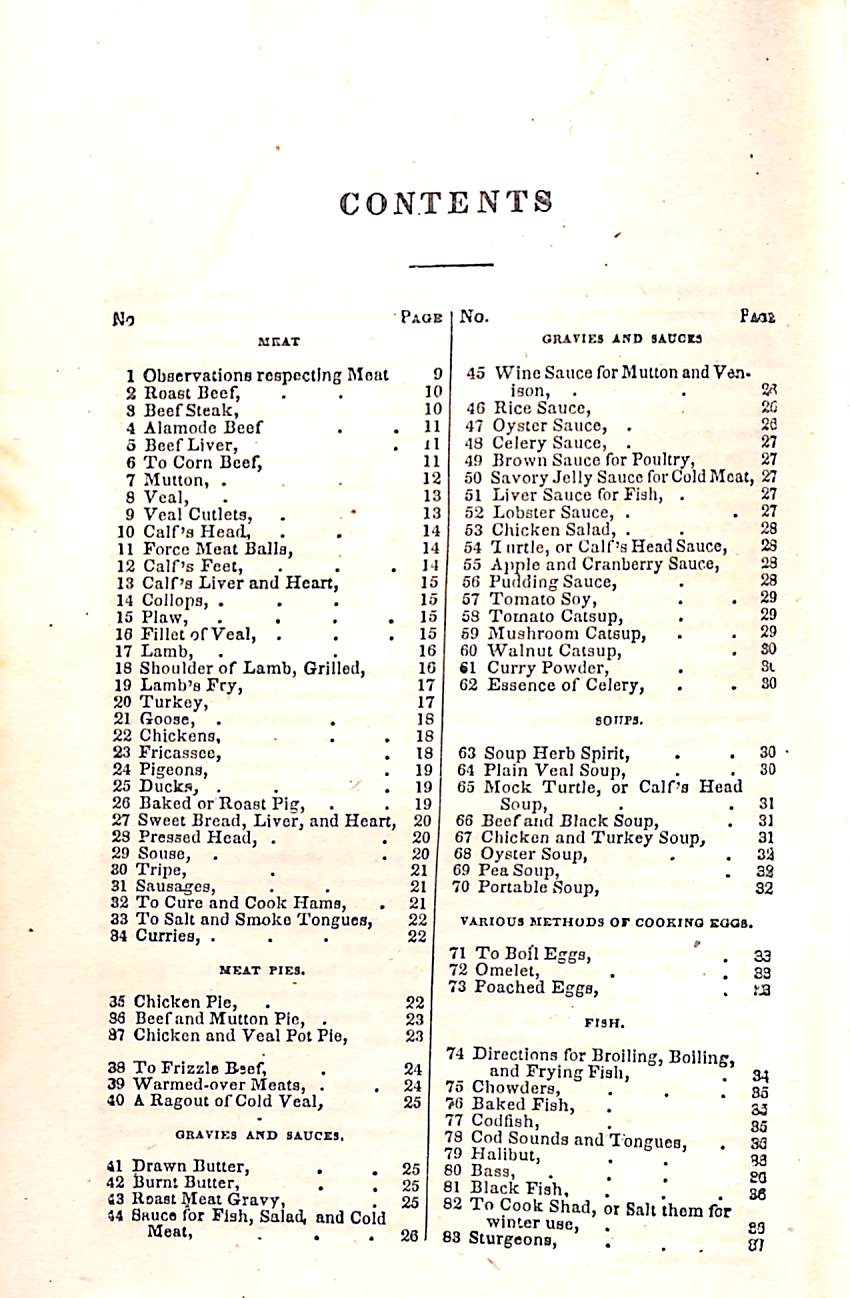 CONTENTS
No PAGE
MEAT
1 Observations respecting Meat 9
2 Roast Beef, . . 10
3 Beef Steak, 10
4 Alamode Beef . . 11
5 Beef Liver, . 11
6 To Corn Beef, 11
7 Mutton, . . 12
8 Veal, . 13
9 Veal Cutlets, . 13
10 Calf's Head, . . 14
11 Force Meat Balls, 14
12 Calf's Feet, . . . 14
13 Calf's Liver and Heart, 15
14 Collops, . . . 15
15 Plaw, . . . . 15
16 Fillet of Veal, . . . 15
17 Lamb, . . 16
18 Shoulder of Lamb, Grilled, 16
19 Lamb's Fry, 17
20 Turkey, 17
21 Goose, . . 18
22 Chickens, . . 18
23 Fricassee, . 18
24 Pigeons, . 19
25 Ducks, . . . 19
26 Baked or Roast Pig, . . 19
27 Sweet Bread, Liver, and Heart, 20
28 Pressed Head, . . 20
29 Souse, . . 20
30 Tripe, . 21
31 Sausages, . . 21
32 To Cure and Cook Hams, . 21
33 To Salt and Smoke Tongues, 22
34 Curries, . . . 22
MEAT PIES.
35 Chicken Pie, . 22
36 Beef and Mutton Pie, . 23
37 Chicken and Veal Pot Pie, 23
38 To Frizzle Beef, . 24
39 Warmed-over Meats, . . 24
40 A Ragout of Cold Veal, 25
GRAVIES AND SAUCES.
41 Drawn Butter, . . 25
42 Burnt Butter, . . 25
43 Roast Meat Gravy, . 25
44 Sauce for Fish, Salad, and Cold
Meat, . . . 26
No. PAGE
GRAVIES AND SAUCES
45 Wine Sauce for Mutton and Ven-
ison, . .
46 Rice Sauce, 26
47 Oyster Sauce, . 26
48 Celery Sauce, . 27
49 Brown Sauce for Poultry, 27
50 Savory Jelly Sauce for Cold Meat, 27
51 Liver Sauce for Fish, . 27
52 Lobster Sauce, . . 27
53 Chicken Salad, . . 28
54 Turtle, or Calf's Head Sauce, 28
55 Apple and Cranberry Sauce, 28
56 Pudding Sauce, . 28
57 Tomato Soy, . . 29
58 Tomato Catsup, . 29
59 Mushroom Catsup, . . 29
60 Walnut Catsup, . 30
61 Curry Powder, .
62 Essence of Celery, . . 30
SOUPS.
63 Soup Herb Spirit, . . 30
64 Plain Veal Soup, . . 30
65 Mock Turtle, or Calf's Head
Soup, . . 31
66 Beef and Black Soup, . 31
67 Chicken and Turkey Soup, 31
68 Oyster Soup, . . 32
69 Pea Soup, . 32
70 Portable Soup, 32
VARIOUS METHODS OF COOKING EGGS.
71 To Boil Eggs, . 33
72 Omelet, . . 33
73 Poached Eggs, .
FISH.
74 Directions for Broiling, Boiling,
and Frying Fish, . 34
75 Chowders, . . . 35
76 Baked Fish, . 35
77 Codfish, . 35
78 Cod Sounds and Tongues, . 36
79 Halibut, . .
80 Bass, . . .
81 Black Fish, . . . 36
82 To Cook Shad, or Salt them for
winter use, .
83 Sturgeons, . . . 37